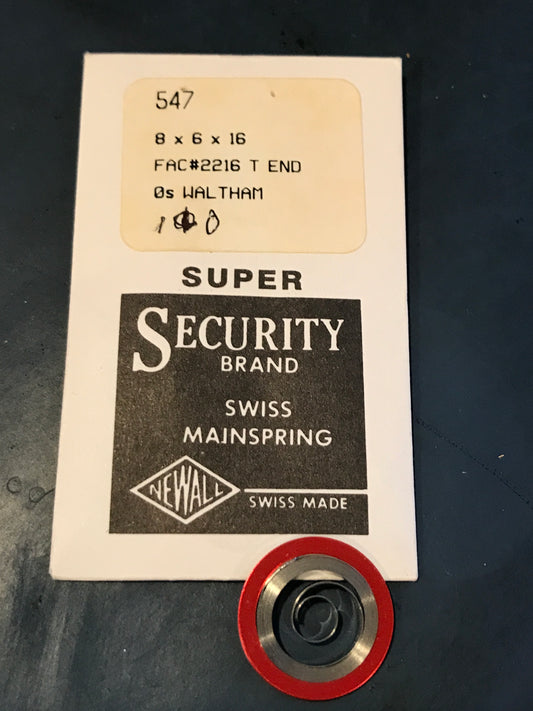 547
8 x 6 x 16
FAC#2216 T END
0s WALTHAM
SUPER
SECURITY
BRAND
SWISS
MAINSPRING
NEWALL
SWISS MADE